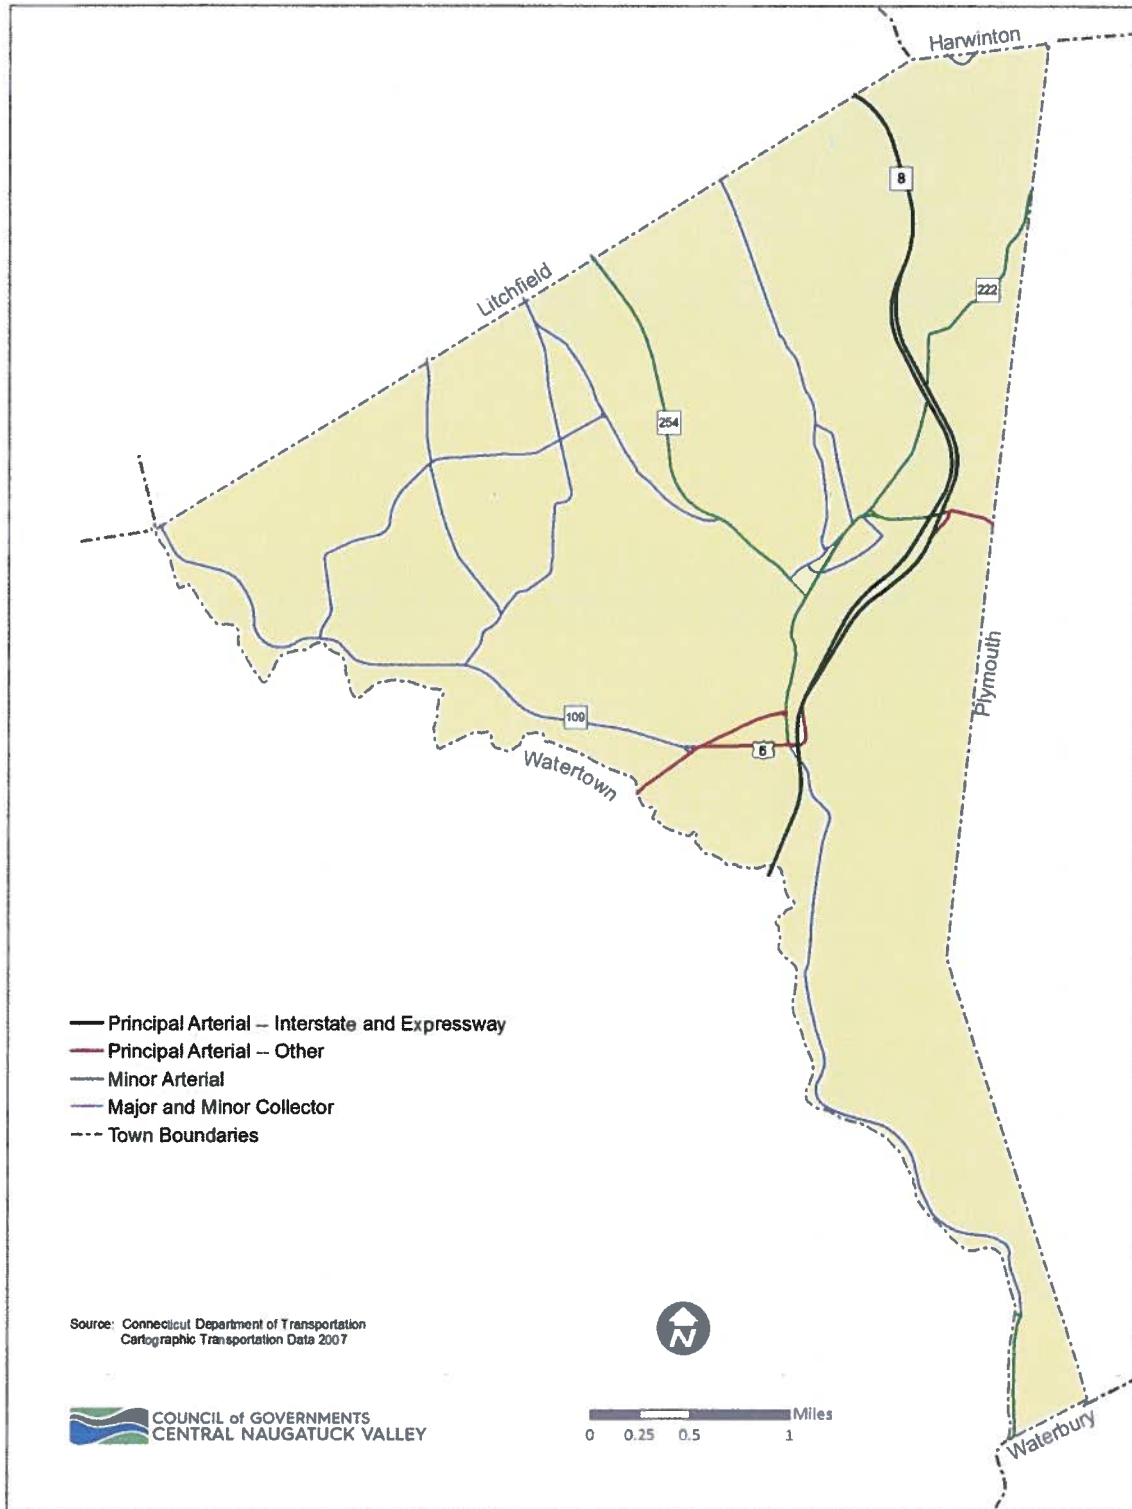 Harwinton
8
Litchfield
222
254
Plymouth
109
6
Watertown
Principal Arterial – Interstate and Expressway
Principal Arterial – Other
Minor Arterial
Major and Minor Collector
Town Boundaries
Source: Connecticut Department of Transportation
Cartographic Transportation Data 2007
N
COUNCIL of GOVERNMENTS
CENTRAL NAUGATUCK VALLEY
Miles
0 0.25 0.5 1
Waterbury